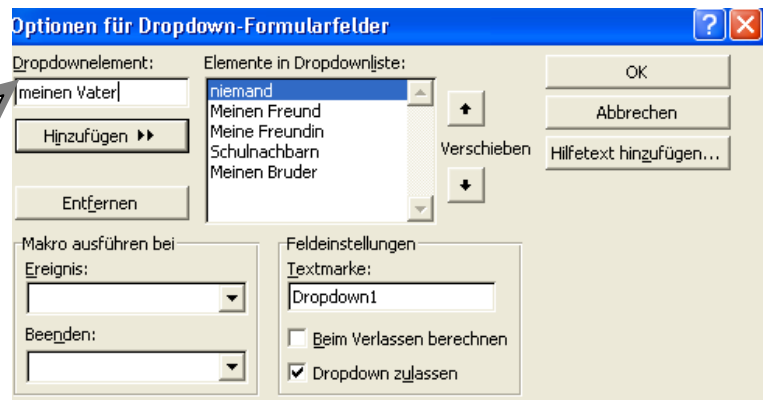 Optionen für Dropdown-Formularfelder
Dropdownelement:
meinen Vater
Hinzufügen
Entfernen
Elemente in Dropdownliste:
niemand
Meinen Freund
Meine Freundin
Schulnachbarn
Meinen Bruder
Verschieben
OK
Abbrechen
Hilfetext hinzufügen...
Makro ausführen bei
Ereignis:
Beenden:
Feldeinstellungen
Textmarke:
Dropdown1
Beim Verlassen berechnen
Dropdown zulassen